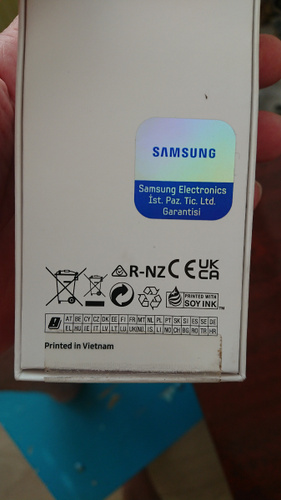 SAMSUNG
Samsung Electronics
İst. Paz. Tic. Ltd.
Garantisi
R-NZ CE UK CA
PRINTED WITH
SOY INK™
AT BE CY CZ DK EE FI FR MT NL PL PT SK SI ES SE DE
EL HU IE IT LV LT LU UK(NI) IS LI NO CH BG RO TR HR
Printed in Vietnam